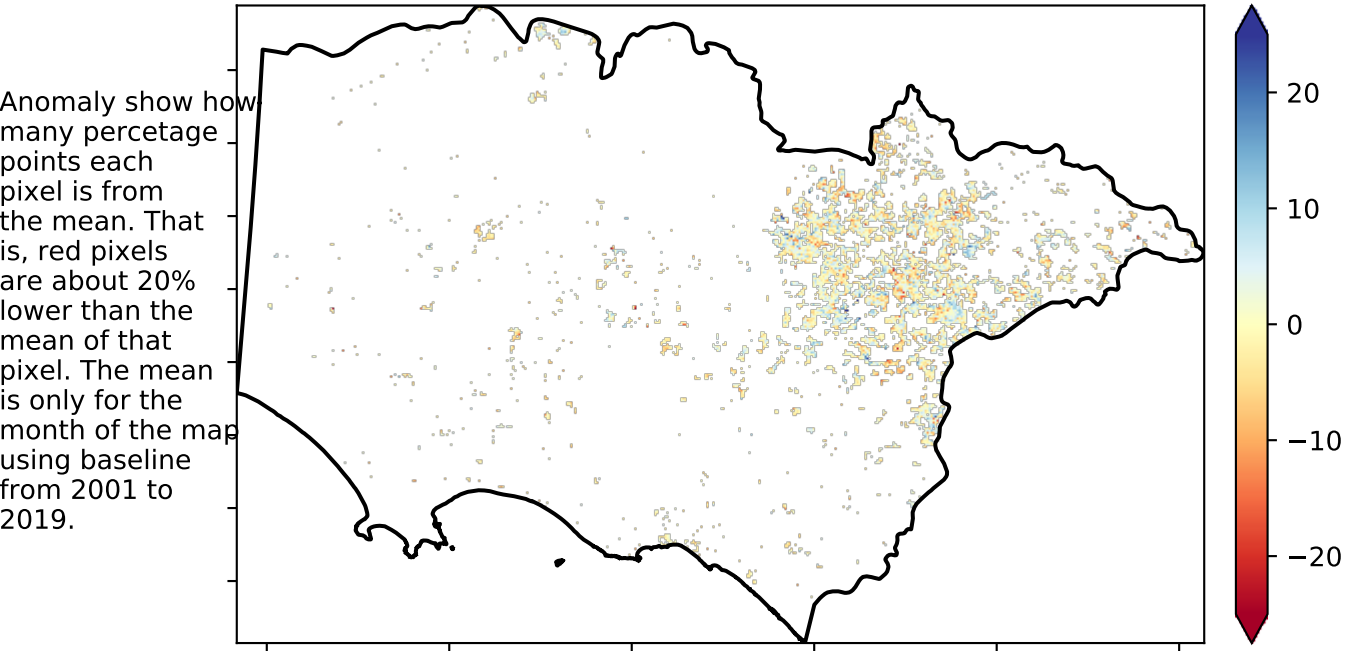 Anomaly show how
many percetage
points each
pixel is from
the mean. That
is, red pixels
are about 20%
lower than the
mean of that
pixel. The mean
is only for the
month of the map
using baseline
from 2001 to
2019.
20
10
0
−10
−20